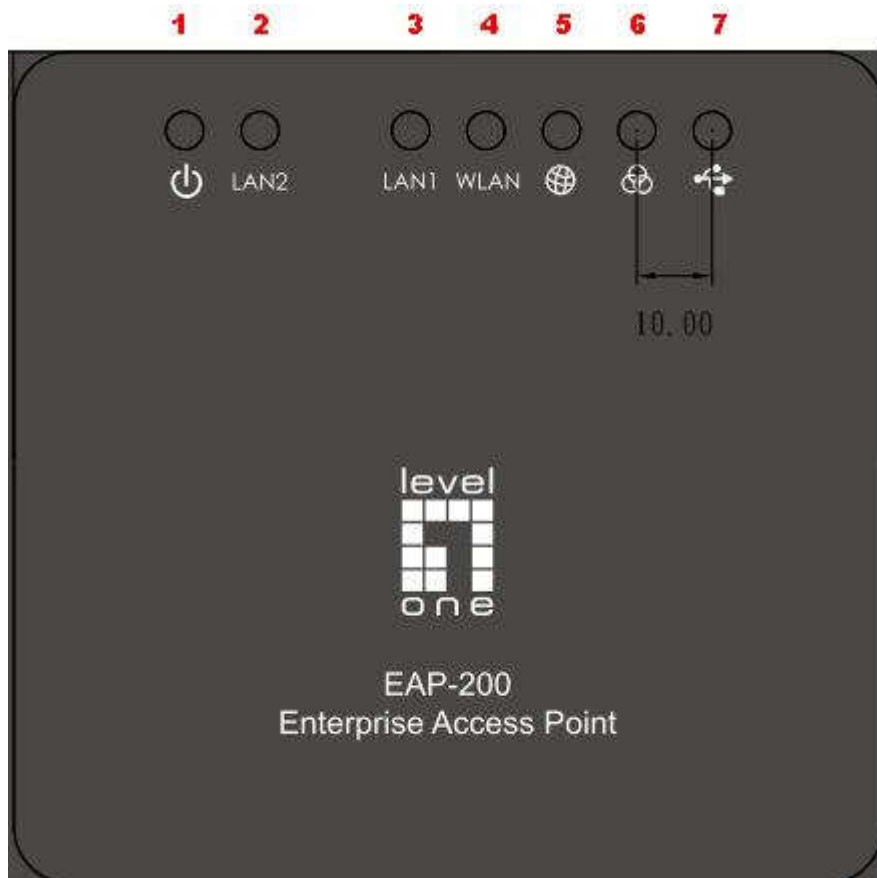 1 2 3 4 5 6 7
LAN2 LAN1 WLAN
10.00
level
one
EAP-200
Enterprise Access Point